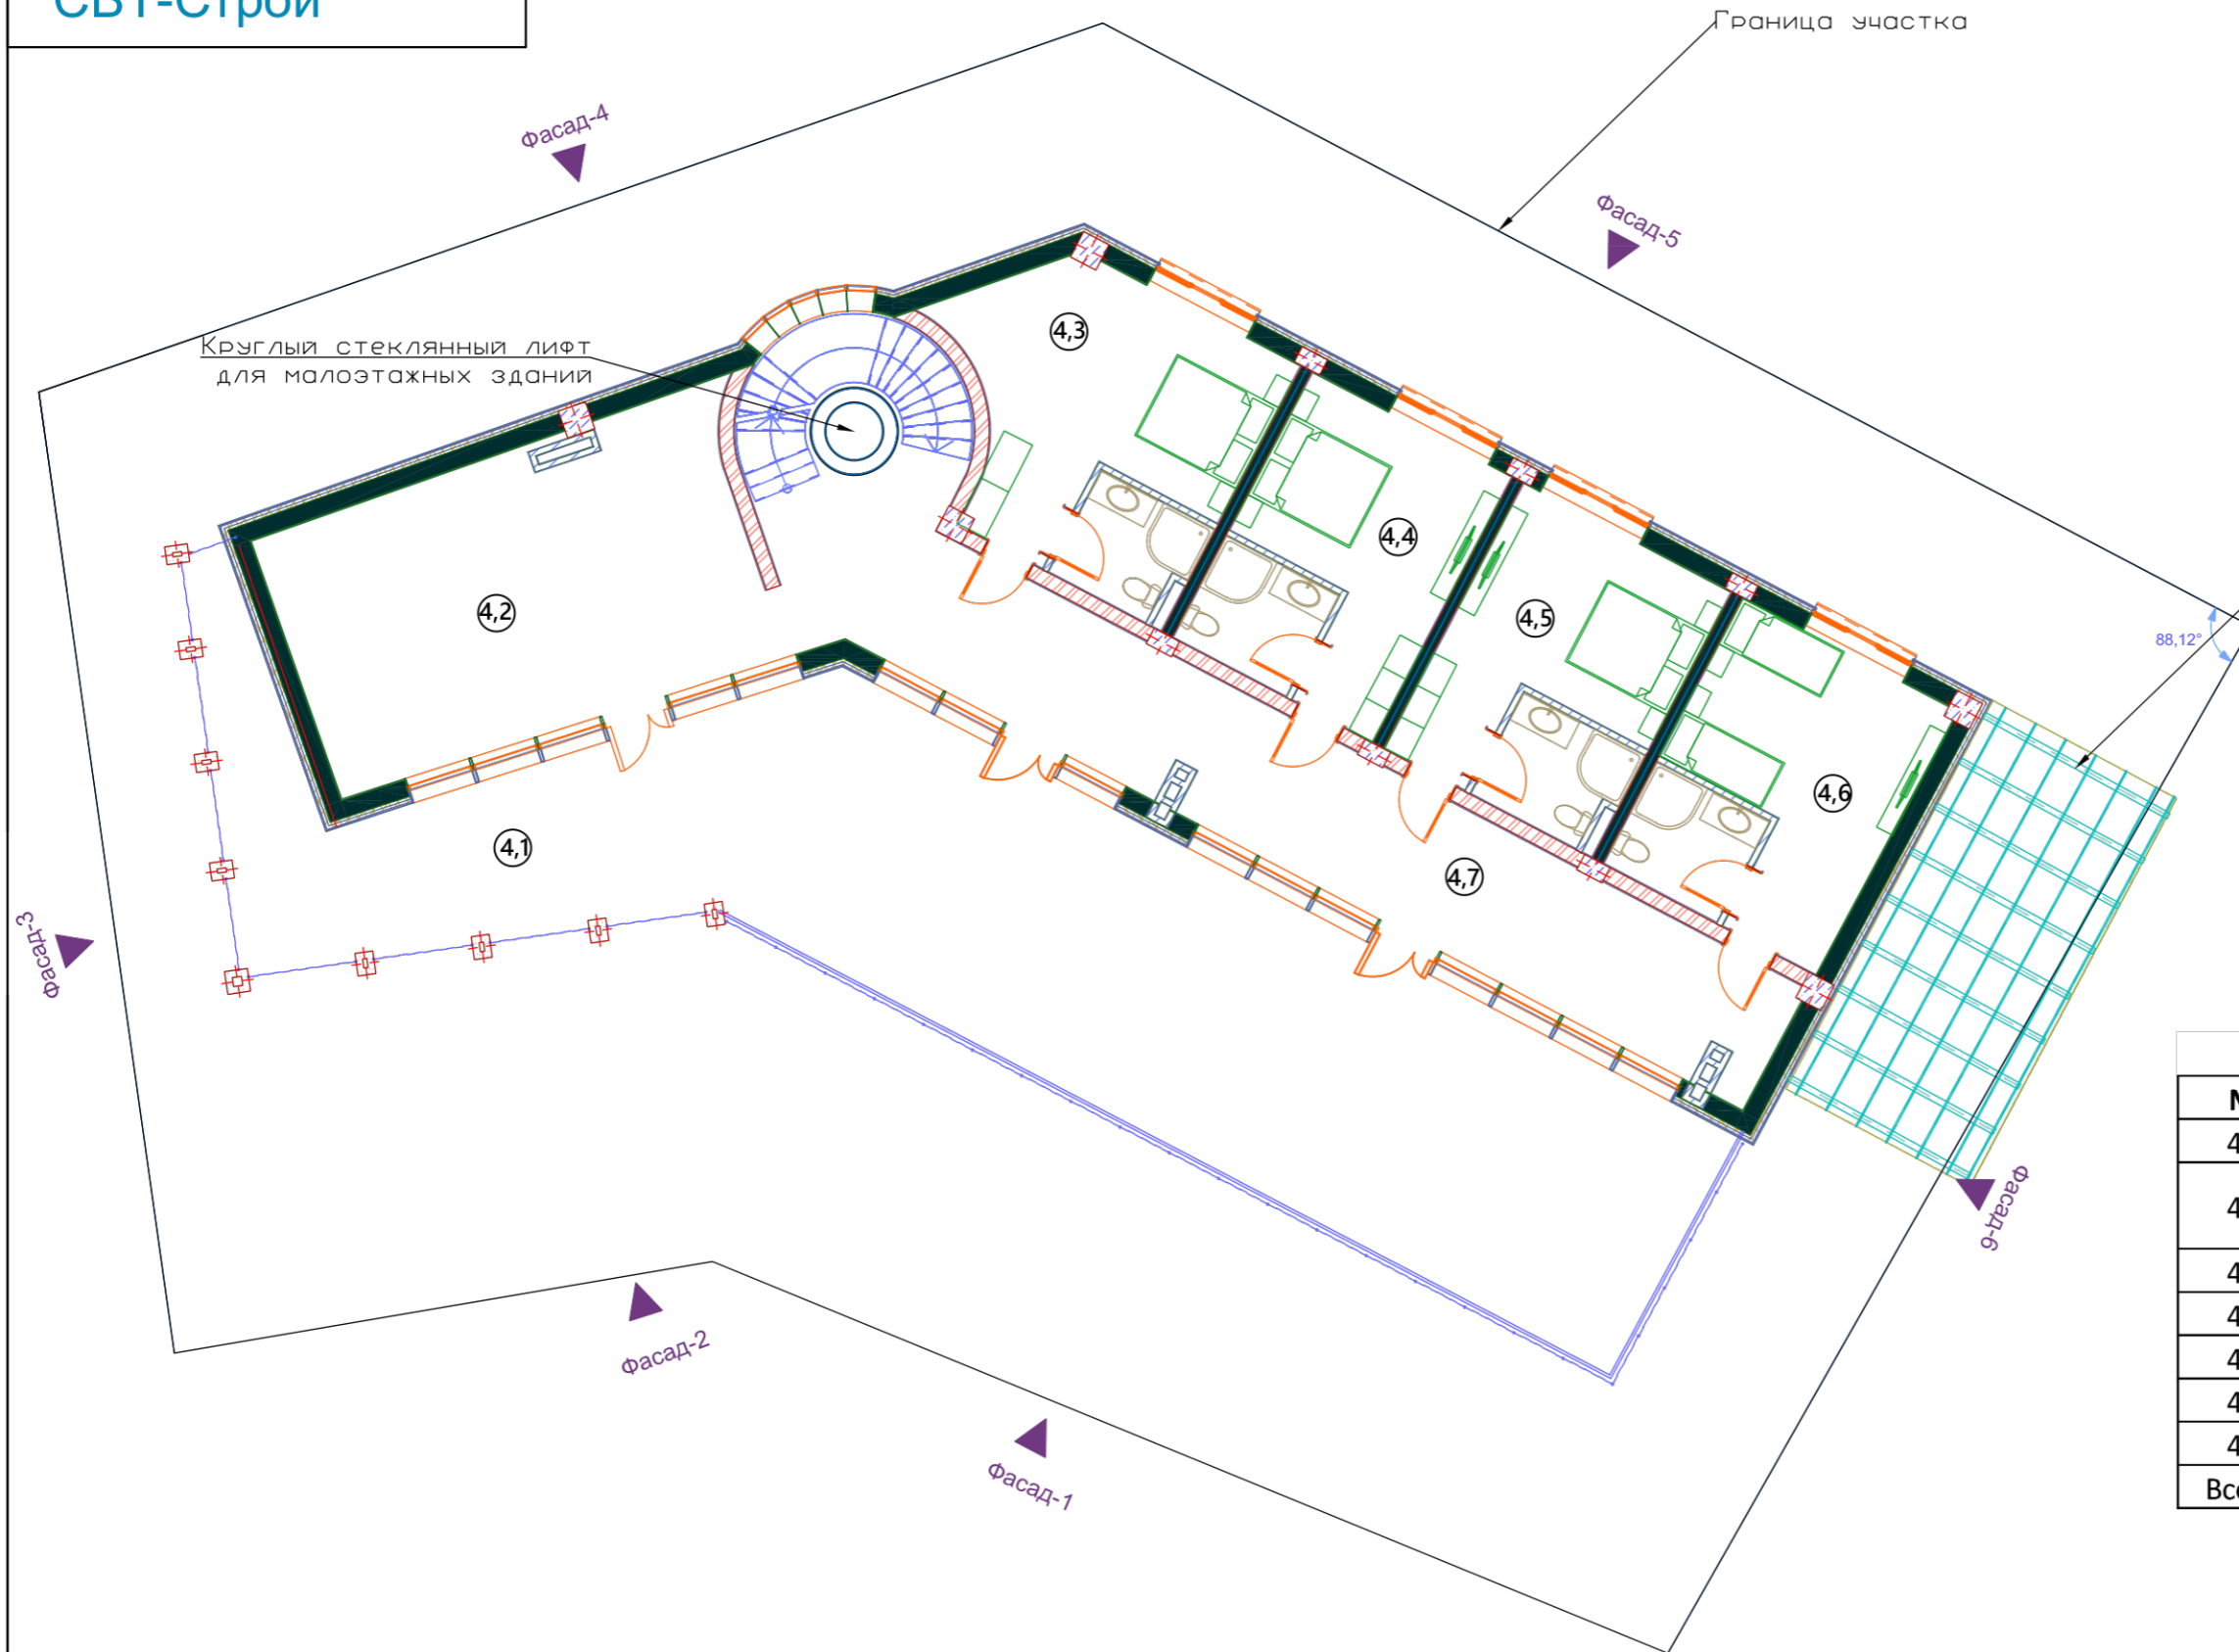 СВТ-Строй
Граница участка
Фасад-4
Фасад-5
4,3
Круглый стеклянный лифт
для малоэтажных зданий
4,4
4,2
4,5
88,12°
4,6
4,1
4,7
Фасад-3
Фасад-6
Фасад-2
Фасад-1